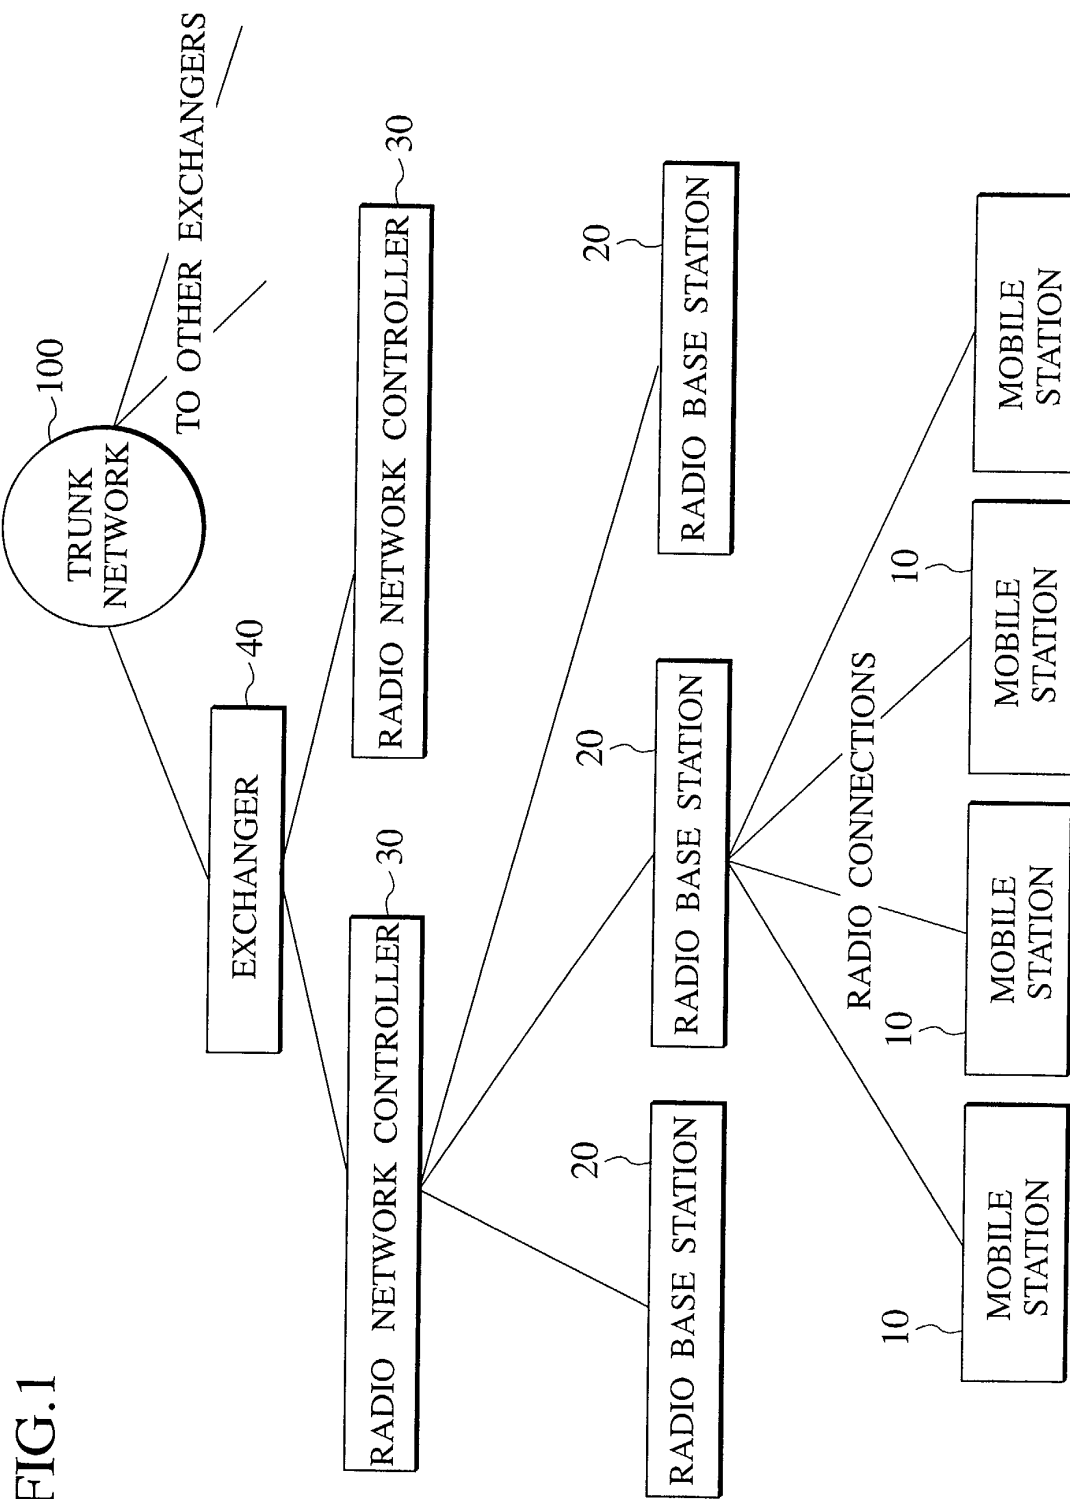 FIG.1
TRUNK
NETWORK
100
TO OTHER EXCHANGERS
EXCHANGER
40
RADIO NETWORK CONTROLLER
30
RADIO NETWORK CONTROLLER
30
RADIO BASE STATION
20
RADIO BASE STATION
20
RADIO BASE STATION
20
RADIO CONNECTIONS
MOBILE
STATION
10
MOBILE
STATION
10
MOBILE
STATION
10
MOBILE
STATION